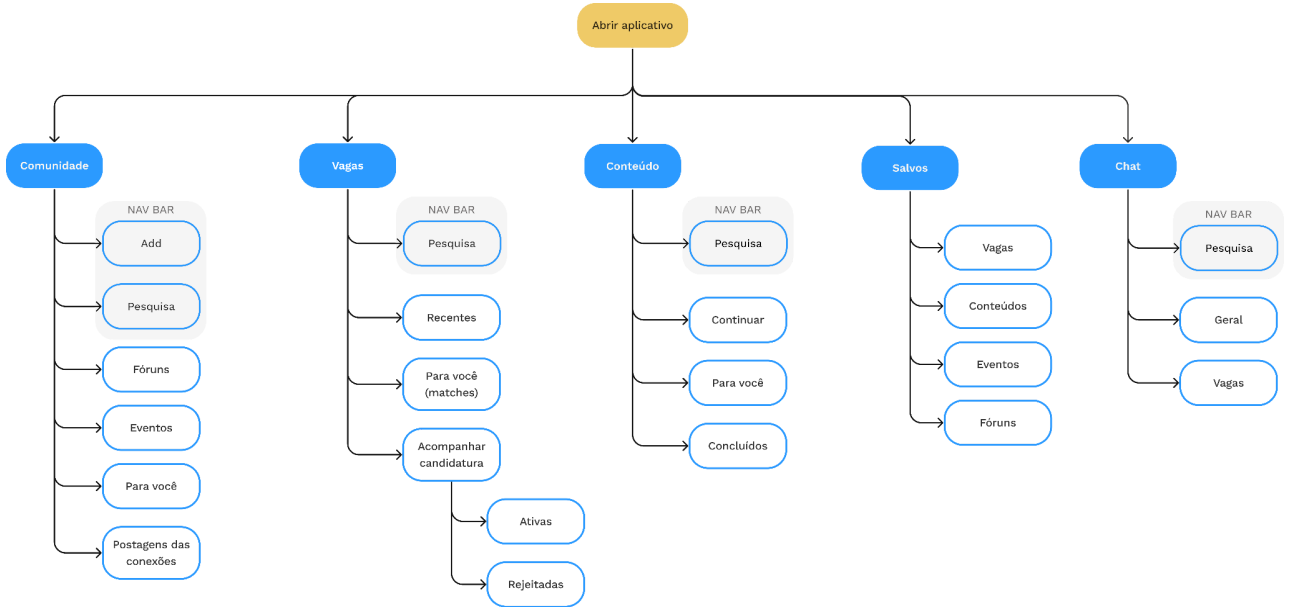 Abrir aplicativo
Comunidade
Vagas
Conteúdo
Salvos
Chat
NAV BAR
Add
Pesquisa
Fóruns
Eventos
Para você
Postagens das
conexões
NAV BAR
Pesquisa
Recentes
Para você
(matches)
Acompanhar
candidatura
Ativas
Rejeitadas
NAV BAR
Pesquisa
Continuar
Para você
Concluídos
Vagas
Conteúdos
Eventos
Fóruns
NAV BAR
Pesquisa
Geral
Vagas